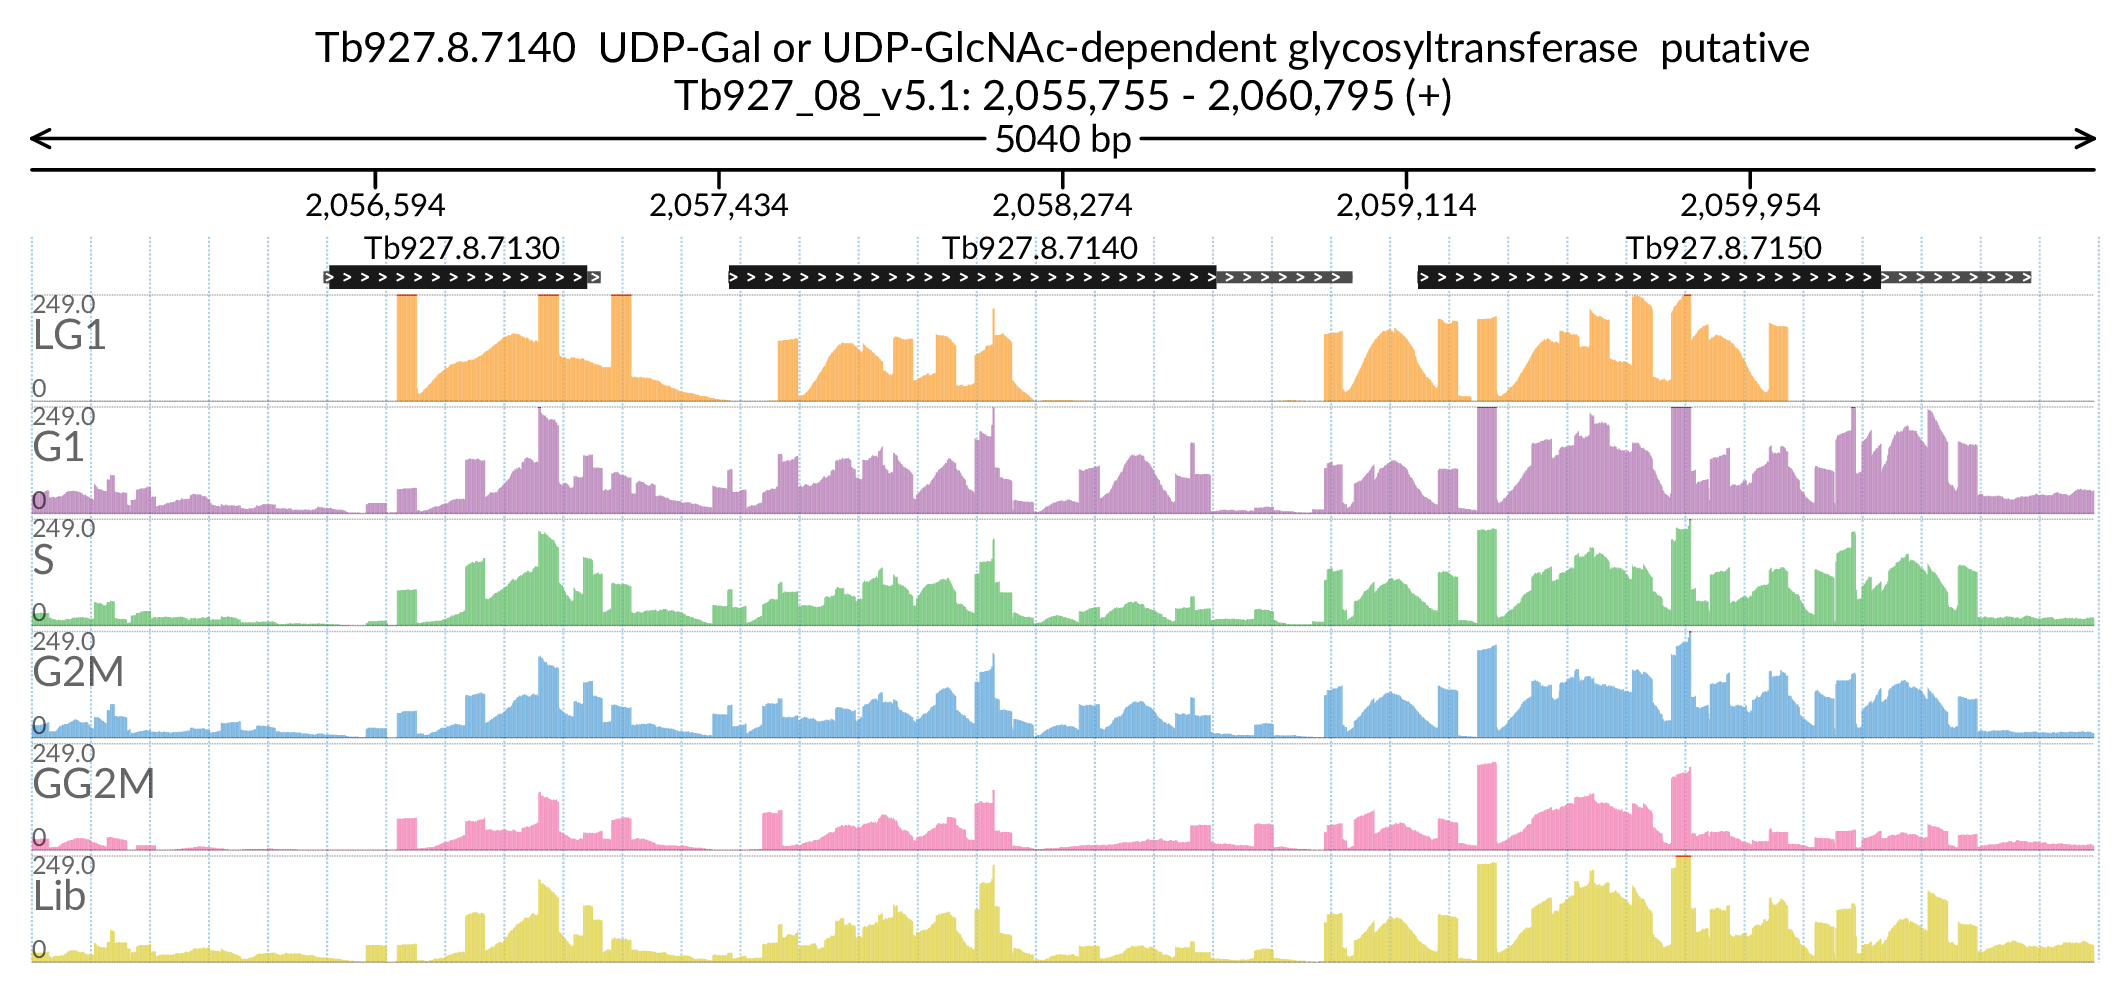 Tb927.8.7140  UDP-Gal or UDP-GlcNAc-dependent glycosyltransferase  putative
Tb927_08_v5.1: 2,055,755 - 2,060,795 (+)
5040 bp
2,056,594 2,057,434 2,058,274 2,059,114 2,059,954
Tb927.8.7130 Tb927.8.7140 Tb927.8.7150
249.0
LG1
0
249.0
G1
0
249.0
S
0
249.0
G2M
0
249.0
GG2M
0
249.0
Lib
0